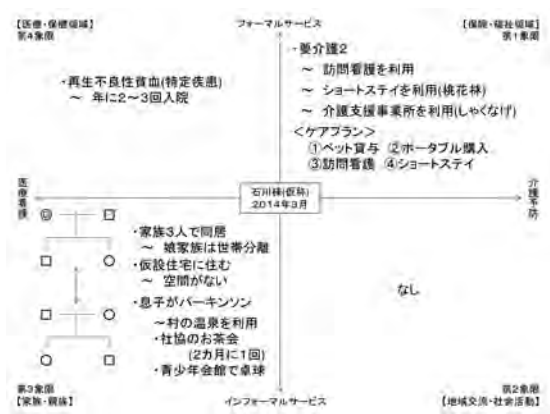 【医療・保健領域】
第4象限
フォーマルサービス
【保険・福祉領域】
第1象限
・再生不良性貧血(特定疾患)
～ 年に2～3回入院
・要介護2
～ 訪問看護を利用
～ ショートステイを利用(桃花林)
～ 介護支援事業所を利用(しゃくなげ)
＜ケアプラン＞
①ベット貸与 ②ポータブル購入
③訪問看護 ④ショートステイ
医療看護
石川様(仮称)
2014年3月
介護予防
・家族3人で同居
～ 娘家族は世帯分離
・仮設住宅に住む
～ 空間がない
・息子がパーキンソン
～村の温泉を利用
・社協のお茶会
(2カ月に1回)
・青少年会館で卓球
なし
第3象限
【家族・親族】
インフォーマルサービス
第2象限
【地域交流・社会活動】